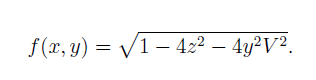 f(x, y) = √(1 − 4z² − 4y²V²).